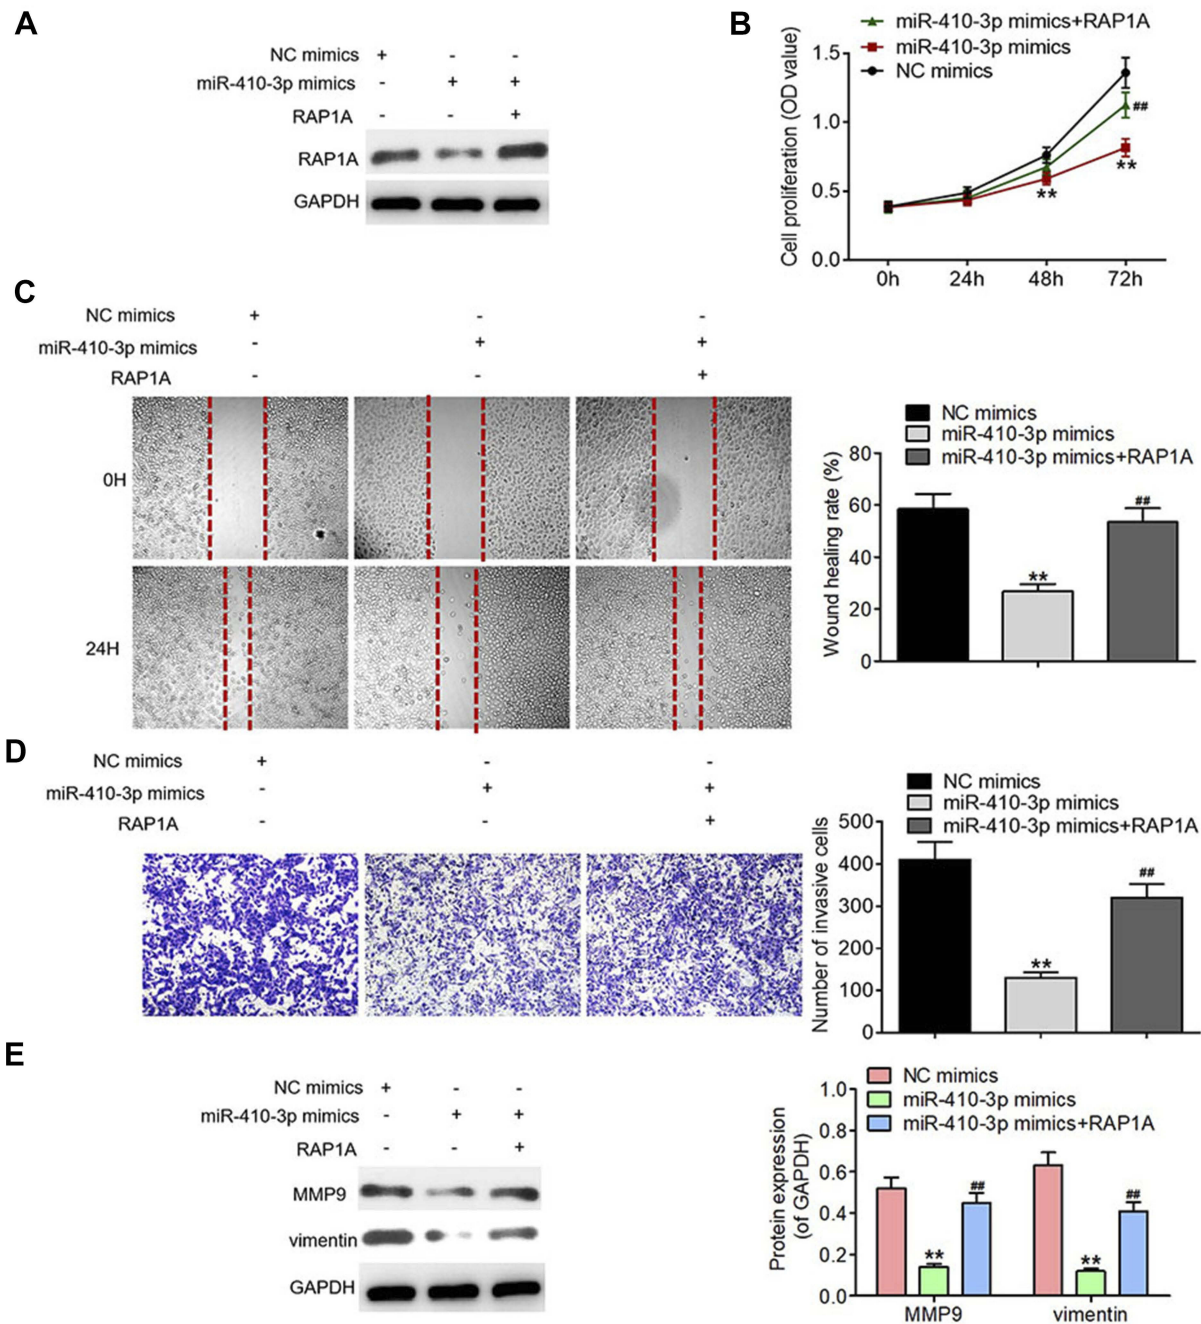 A
NC mimics + - -
miR-410-3p mimics - + +
RAP1A - - +
RAP1A
GAPDH
B
miR-410-3p mimics+RAP1A
miR-410-3p mimics
NC mimics
Cell proliferation (OD value)
1.5
1.0
0.5
0.0
##
**
**
0h 24h 48h 72h
C
NC mimics + - -
miR-410-3p mimics - + +
RAP1A - - +
0H
24H
NC mimics
miR-410-3p mimics
miR-410-3p mimics+RAP1A
Wound healing rate (%)
80
60
40
20
0
**
##
D
NC mimics + - -
miR-410-3p mimics - + +
RAP1A - - +
NC mimics
miR-410-3p mimics
miR-410-3p mimics+RAP1A
Number of invasive cells
500
400
300
200
100
0
**
##
E
NC mimics + - -
miR-410-3p mimics - + +
RAP1A - - +
MMP9
vimentin
GAPDH
NC mimics
miR-410-3p mimics
miR-410-3p mimics+RAP1A
Protein expression
(of GAPDH)
1.0
0.8
0.6
0.4
0.2
0.0
**
##
**
##
MMP9 vimentin